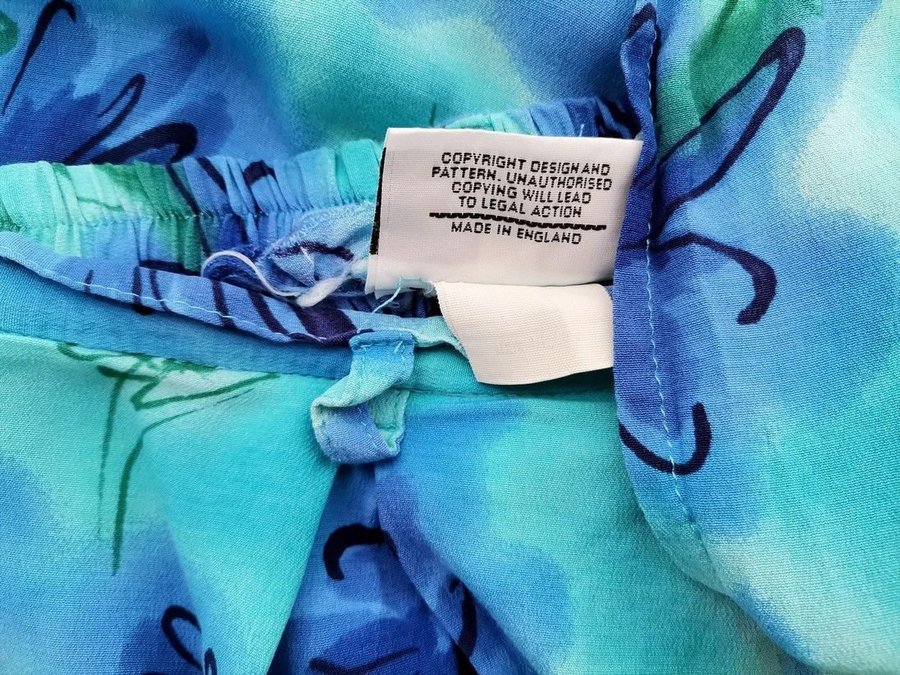 COPYRIGHT DESIGN AND
PATTERN. UNAUTHORISED
COPYING WILL LEAD
TO LEGAL ACTION
MADE IN ENGLAND